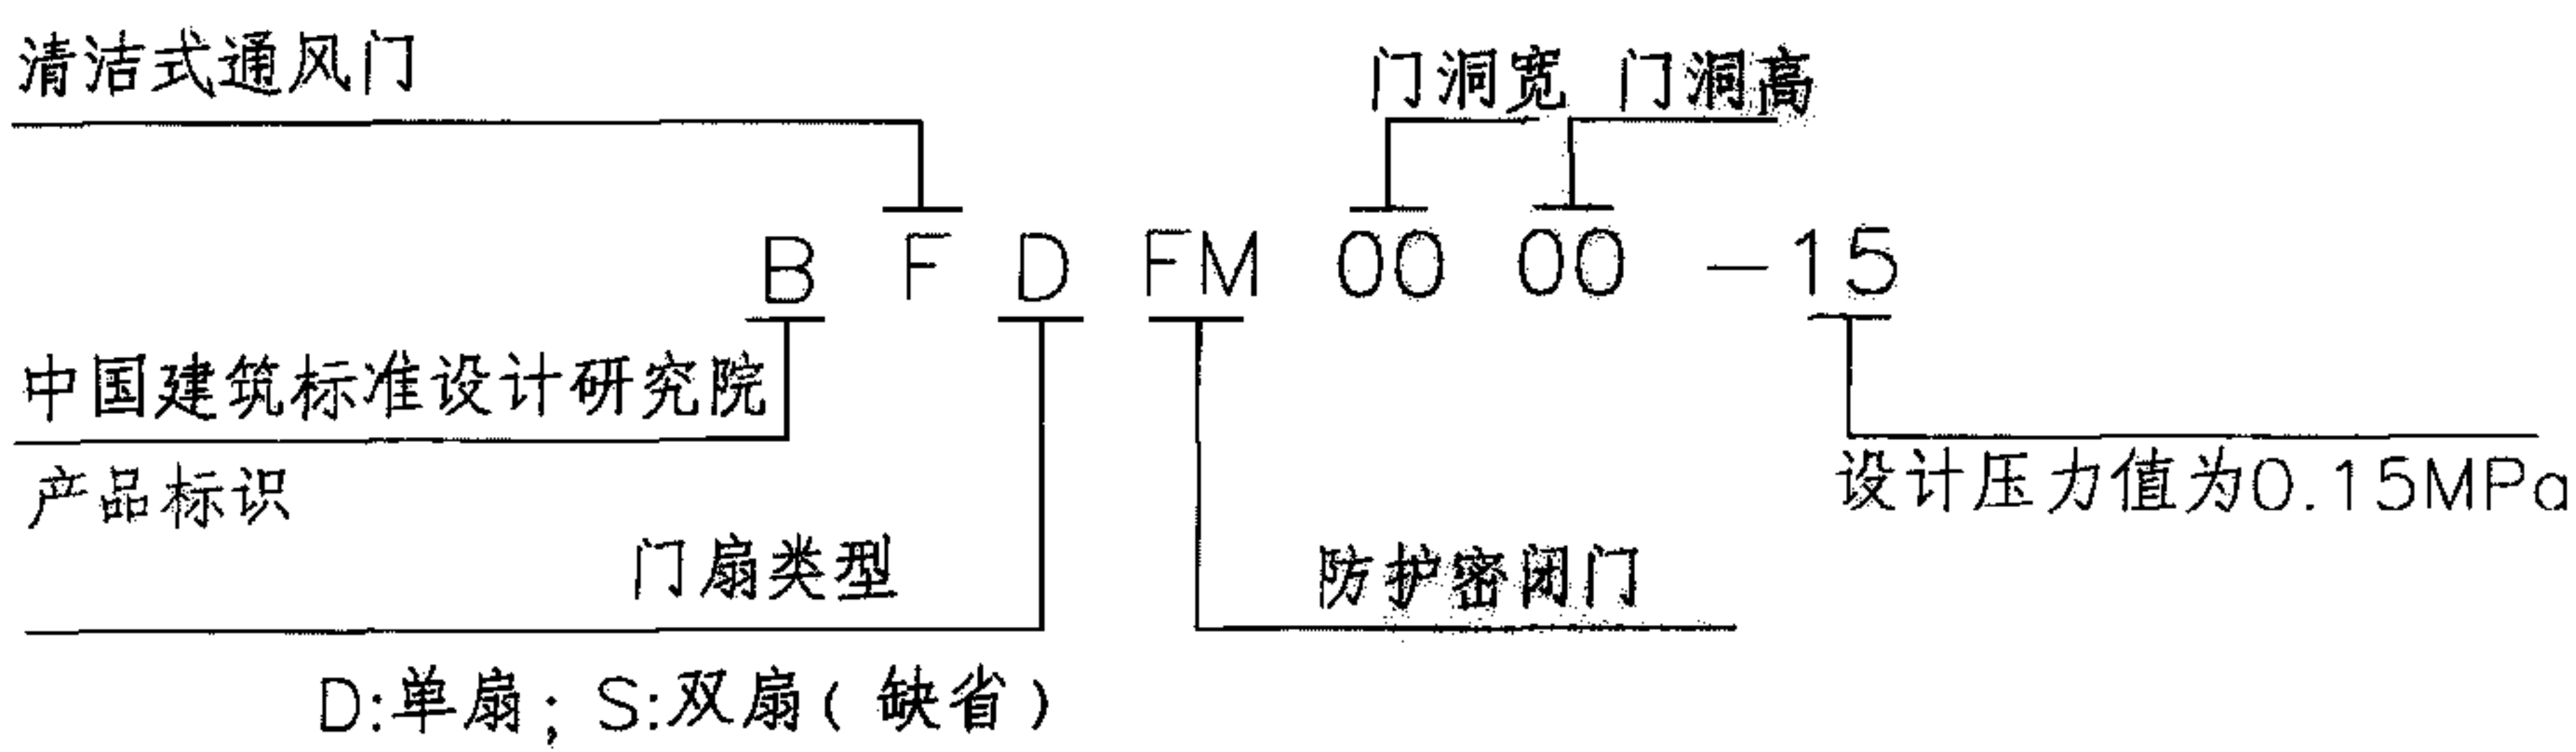 清洁式通风门
门洞宽 门洞高
B F D FM 00 00 -15
中国建筑标准设计研究院
产品标识
设计压力值为0.15MPa
门扇类型
防护密闭门
D:单扇；S:双扇（缺省）